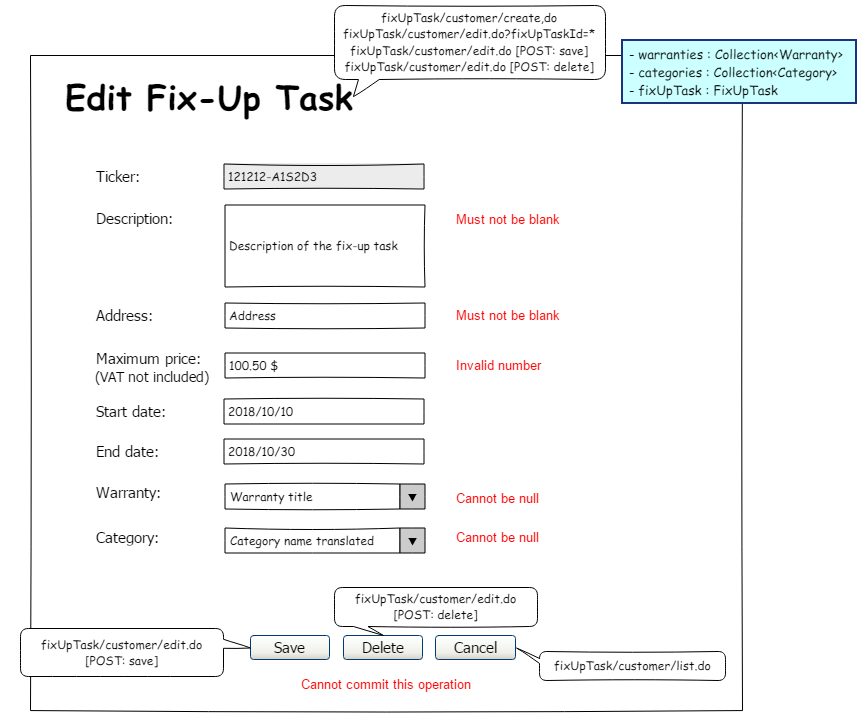 fixUpTask/customer/create,do
fixUpTask/customer/edit.do?fixUpTaskId=*
fixUpTask/customer/edit.do [POST: save]
fixUpTask/customer/edit.do [POST: delete]
- warranties : Collection<Warranty>
- categories : Collection<Category>
- fixUpTask : FixUpTask
Edit Fix-Up Task
Ticker:
121212-A1S2D3
Description:
Description of the fix-up task
Must not be blank
Address:
Address
Must not be blank
Maximum price:
(VAT not included)
100,50 $
Invalid number
Start date:
2018/10/10
End date:
2018/10/30
Warranty:
Warranty title
Cannot be null
Category:
Category name translated
Cannot be null
fixUpTask/customer/edit.do
[POST: delete]
fixUpTask/customer/edit.do
[POST: save]
Save
Delete
Cancel
fixUpTask/customer/list.do
Cannot commit this operation